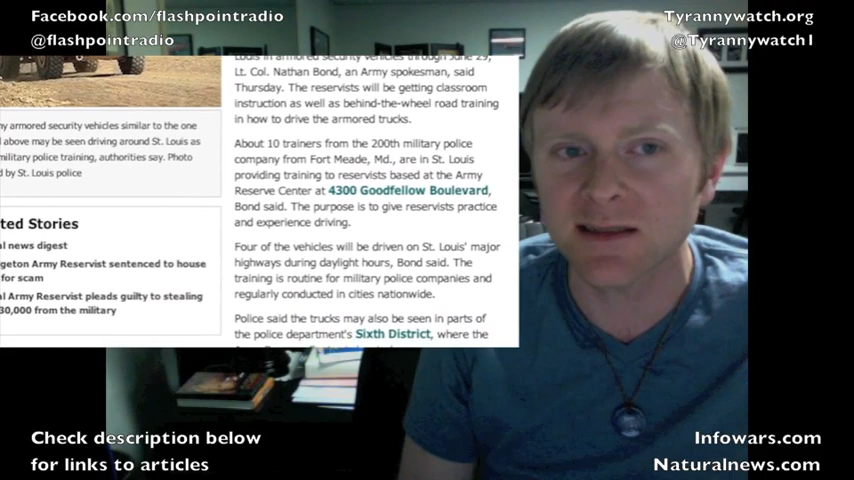 Facebook.com/flashpointradio
@flashpointradio
Tyrannywatch.org
@Tyrannywatch1
Louis in armored security vehicles through June 29,
Lt. Col. Nathan Bond, an Army spokesman, said
Thursday. The reservists will be getting classroom
instruction as well as behind-the-wheel road training
in how to drive the armored trucks.
About 10 trainers from the 200th military police
company from Fort Meade, Md., are in St. Louis
providing training to reservists based at the Army
Reserve Center at 4300 Goodfellow Boulevard,
Bond said. The purpose is to give reservists practice
and experience driving.
Four of the vehicles will be driven on St. Louis' major
highways during daylight hours, Bond said. The
training is routine for military police companies and
regularly conducted in cities nationwide.
Police said the trucks may also be seen in parts of
the police department's Sixth District, where the
my armored security vehicles similar to the one
above may be seen driving around St. Louis as
military police training, authorities say. Photo
d by St. Louis police
ted Stories
al news digest
geton Army Reservist sentenced to house
for scam
al Army Reservist pleads guilty to stealing
30,000 from the military
Check description below
for links to articles
Infowars.com
Naturalnews.com